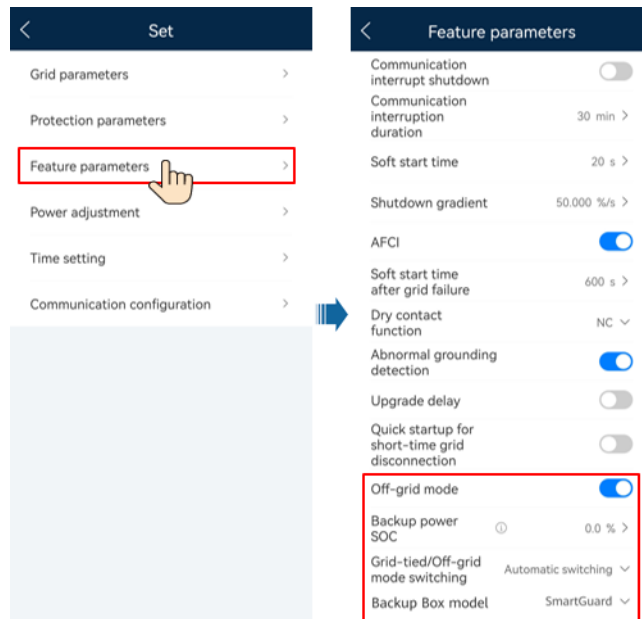 Set
Grid parameters
Protection parameters
Feature parameters
Power adjustment
Time setting
Communication configuration
Feature parameters
Communication
interrupt shutdown
Communication
interruption
duration
30 min
Soft start time
20 s
Shutdown gradient
50.000 %/s
AFCI
Soft start time
after grid failure
600 s
Dry contact
function
NC
Abnormal grounding
detection
Upgrade delay
Quick startup for
short-time grid
disconnection
Off-grid mode
Backup power
SOC
0.0 %
Grid-tied/Off-grid
mode switching
Automatic switching
Backup Box model
SmartGuard